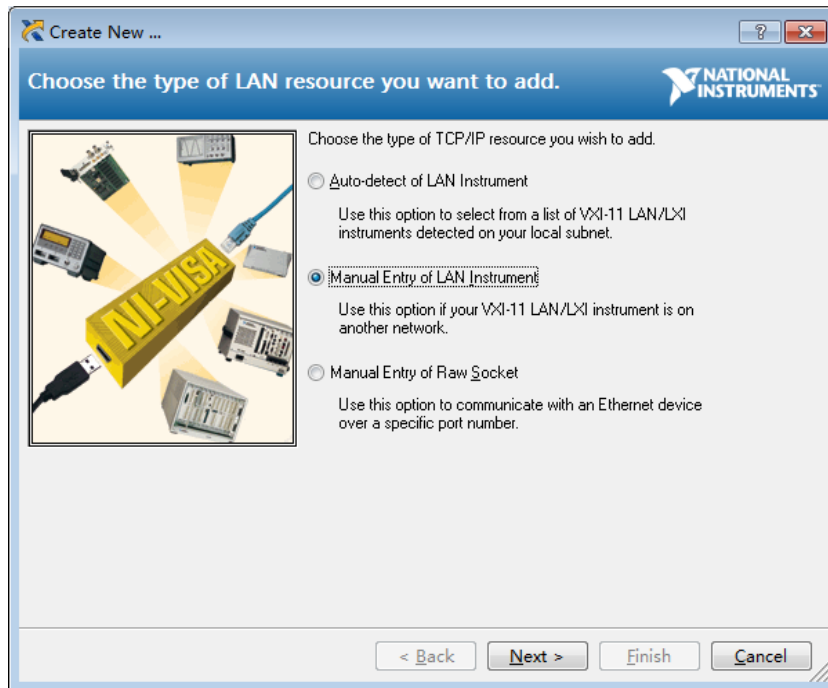 Create New ...
Choose the type of LAN resource you want to add.
NATIONAL
INSTRUMENTS
Choose the type of TCP/IP resource you wish to add.
Auto-detect of LAN Instrument
Use this option to select from a list of VXI-11 LAN/LXI
instruments detected on your local subnet.
Manual Entry of LAN Instrument
Use this option if your VXI-11 LAN/LXI instrument is on
another network.
Manual Entry of Raw Socket
Use this option to communicate with an Ethernet device
over a specific port number.
NI-VISA
< Back
Next >
Finish
Cancel